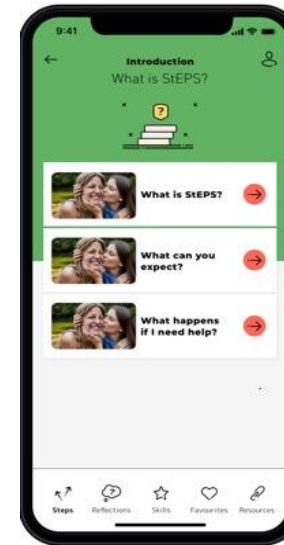 9:41
Introduction
What is StEPS?
?
What is StEPS?
What can you
expect?
What happens
if I need help?
?
Steps
Reflections
Skills
Favourites
Resources